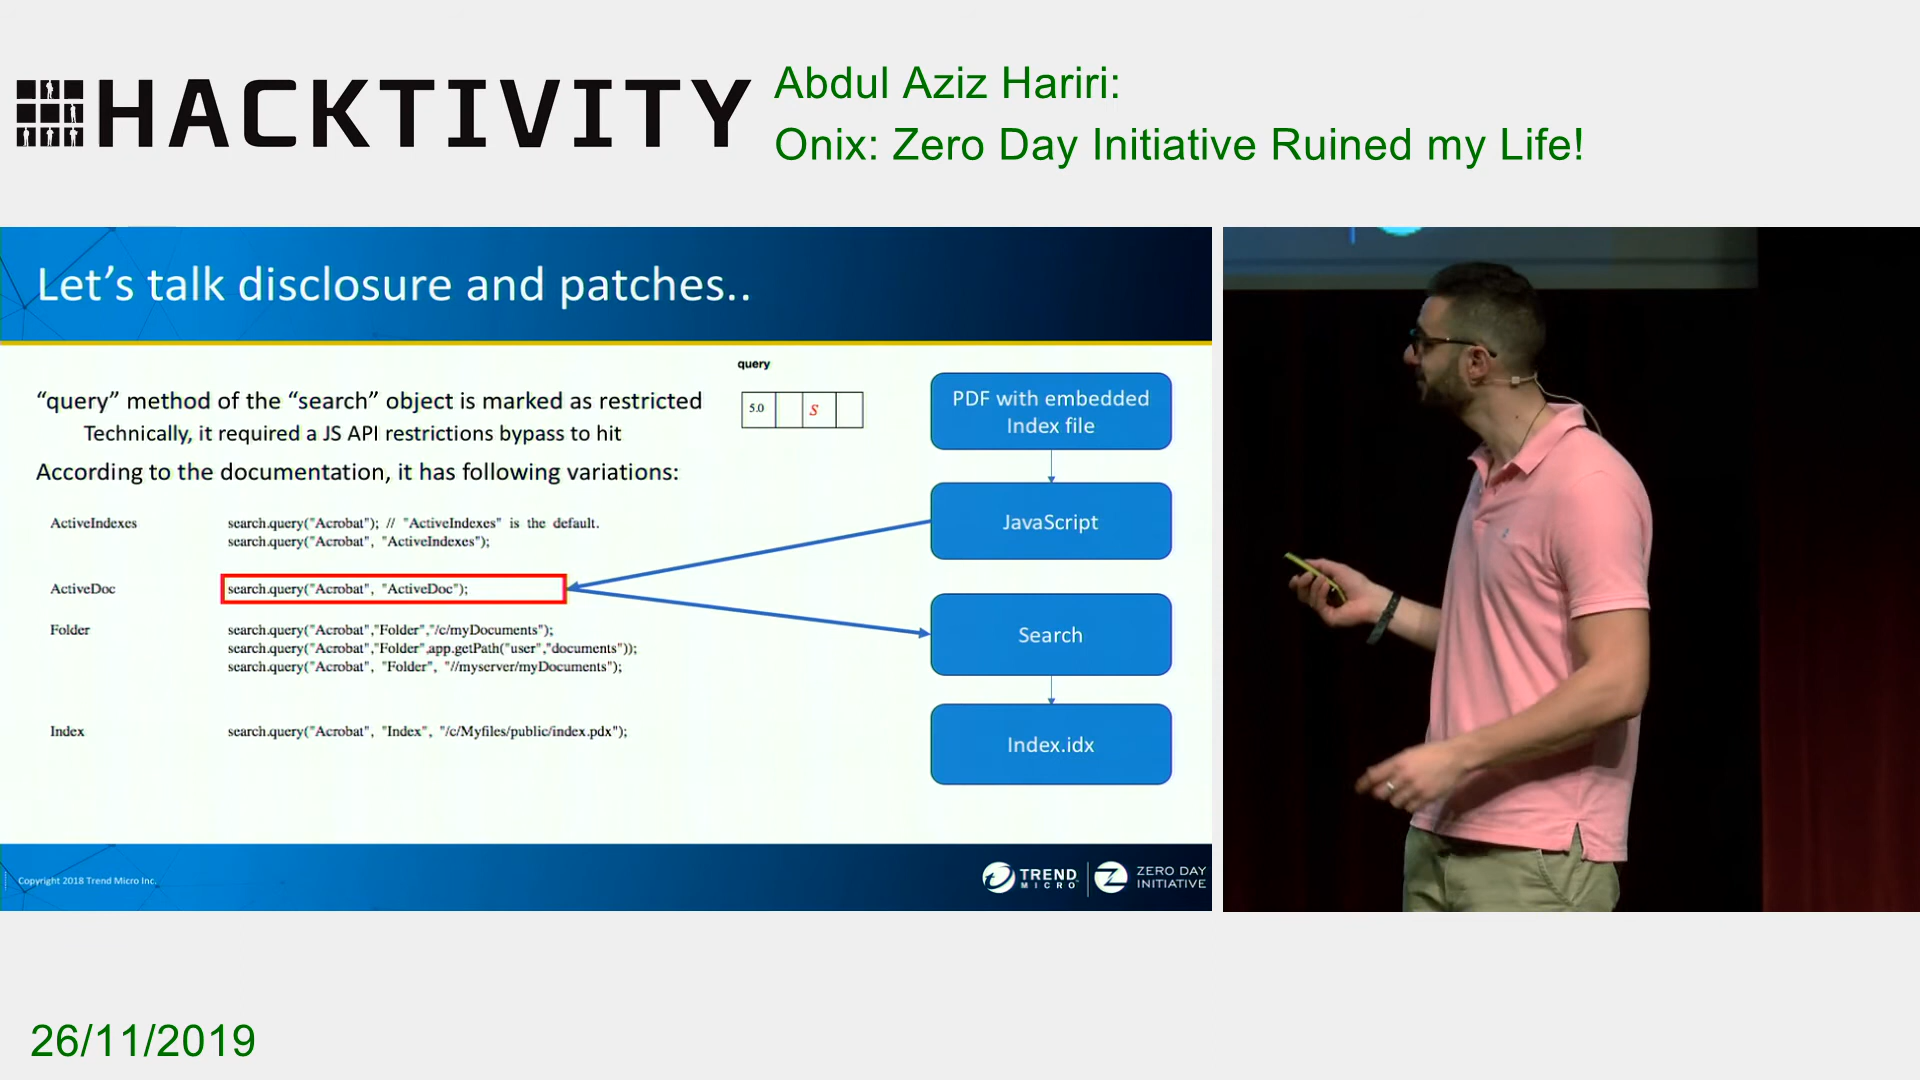 HACKTIVITY
Abdul Aziz Hariri:
Onix: Zero Day Initiative Ruined my Life!
Let's talk disclosure and patches..
"query" method of the "search" object is marked as restricted
Technically, it required a JS API restrictions bypass to hit
According to the documentation, it has following variations:
query
5.0 S
ActiveIndexes search.query("Acrobat"); // "ActiveIndexes" is the default.
search.query("Acrobat", "ActiveIndexes");
ActiveDoc search.query("Acrobat", "ActiveDoc");
Folder search.query("Acrobat","Folder","/c/myDocuments");
search.query("Acrobat","Folder",app.getPath("user","documents"));
search.query("Acrobat", "Folder", "//myserver/myDocuments");
Index search.query("Acrobat", "Index", "/c/Myfiles/public/index.pdx");
PDF with embedded
Index file
JavaScript
Search
Index.idx
Copyright 2018 Trend Micro Inc.
TREND
MICRO
ZERO DAY
INITIATIVE
26/11/2019